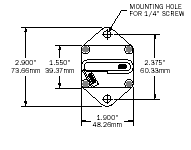 MOUNTING HOLE
FOR 1/4" SCREW
2.900"
73.66mm
1.550"
39.37mm
2.375"
60.33mm
1.900"
48.26mm